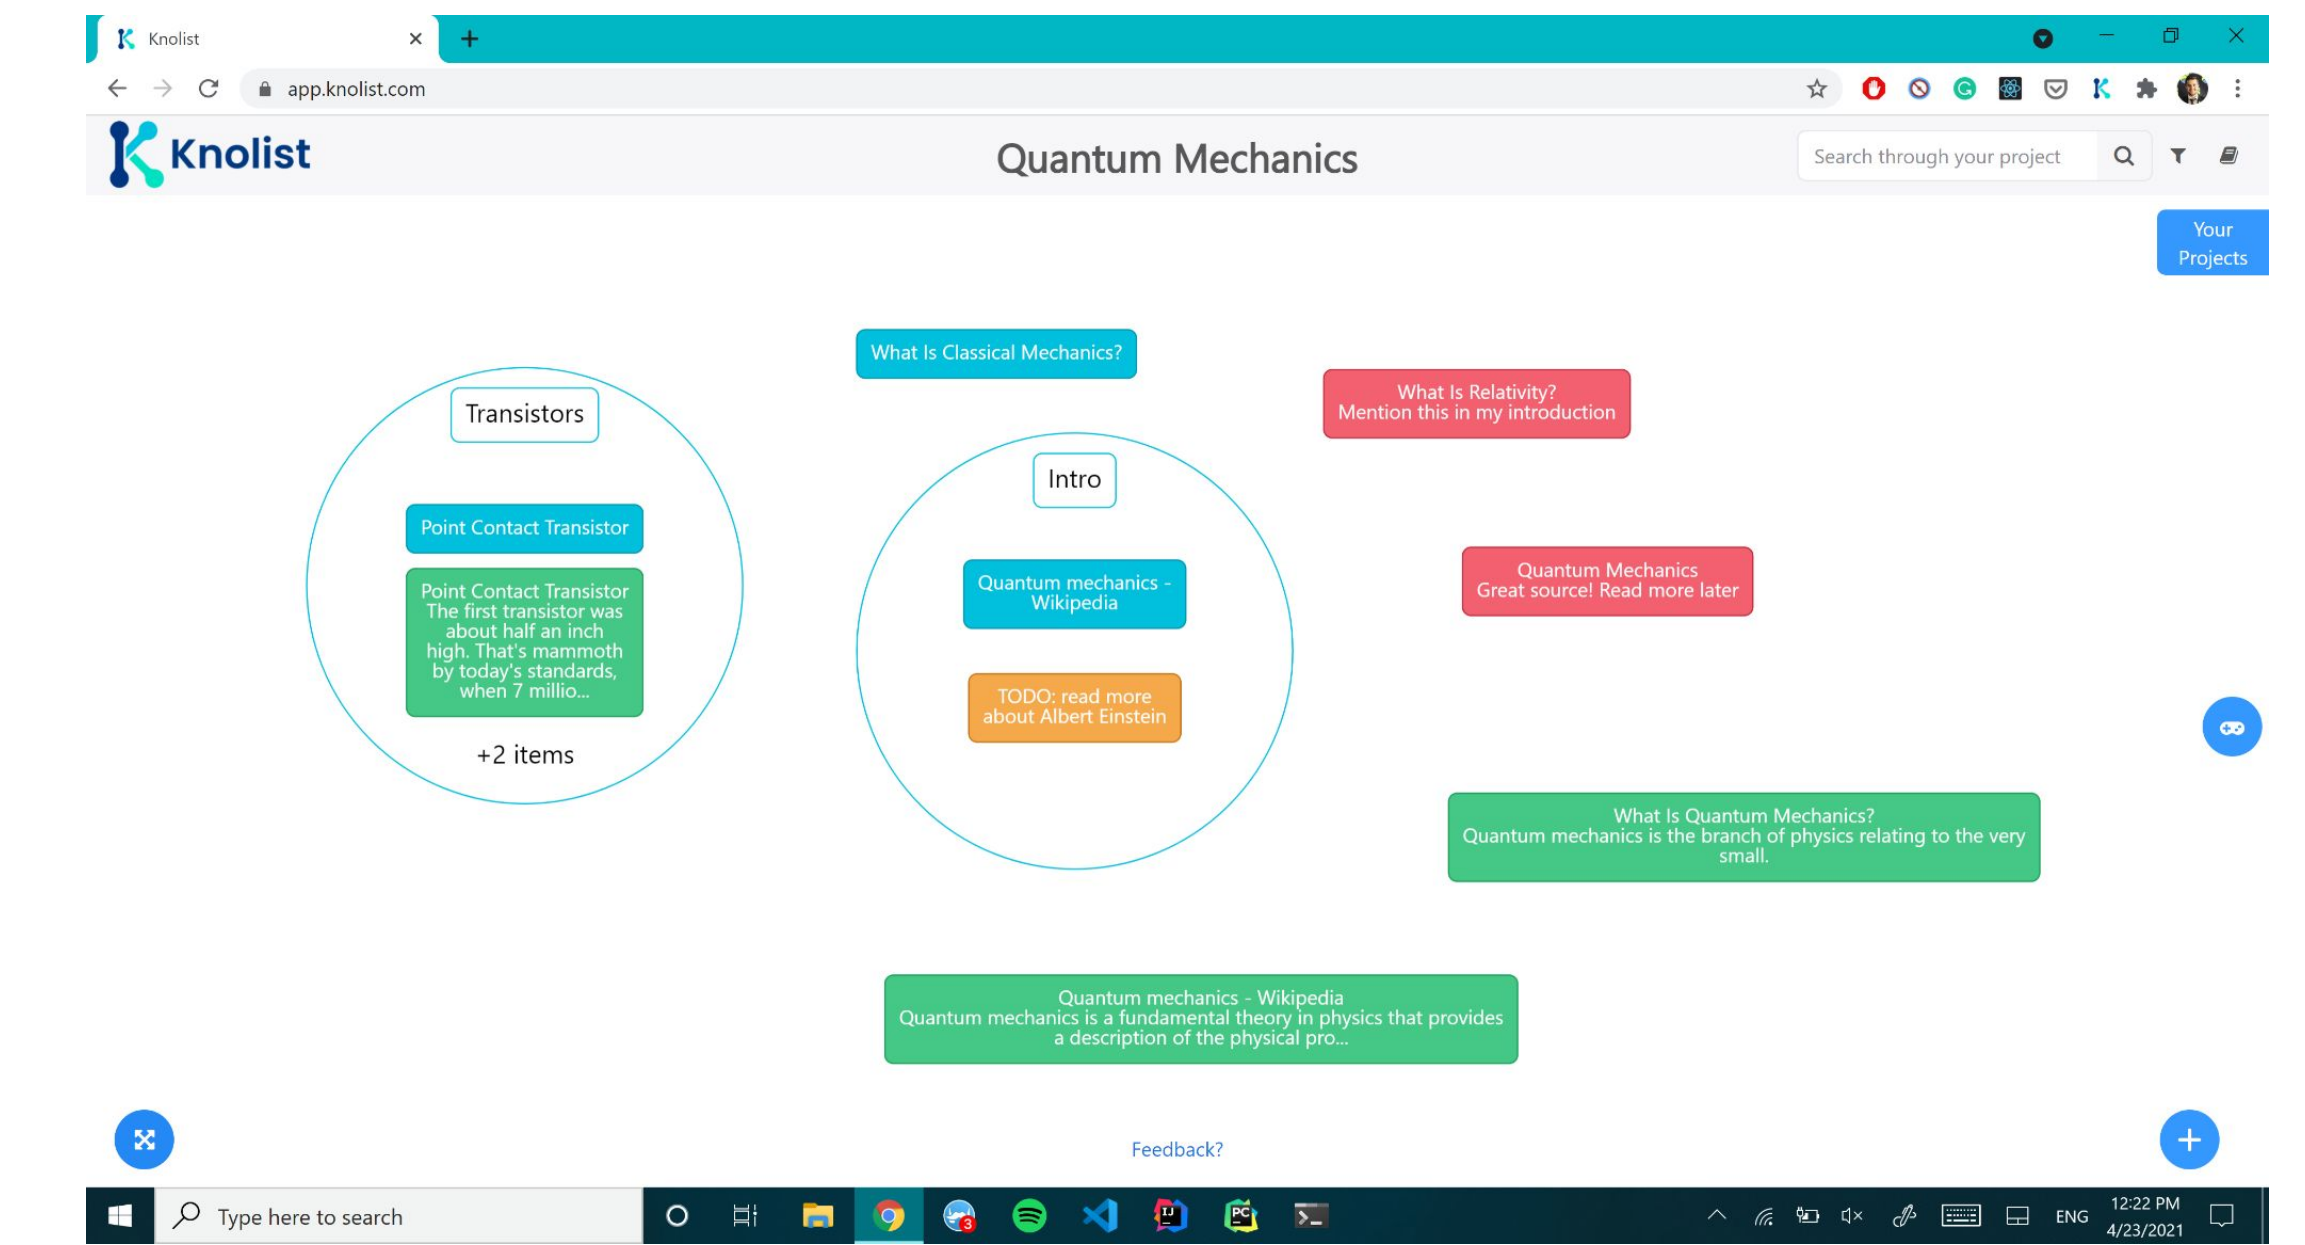 Knolist
app.knolist.com
Knolist
Quantum Mechanics
Search through your project
Your
Projects
What Is Classical Mechanics?
What Is Relativity?
Mention this in my introduction
Transistors
Intro
Point Contact Transistor
Quantum mechanics -
Wikipedia
Quantum Mechanics
Great source! Read more later
Point Contact Transistor
The first transistor was
about half an inch
high. That's mammoth
by today's standards,
when 7 millio...
TODO: read more
about Albert Einstein
+2 items
What Is Quantum Mechanics?
Quantum mechanics is the branch of physics relating to the very
small.
Quantum mechanics - Wikipedia
Quantum mechanics is a fundamental theory in physics that provides
a description of the physical pro...
Feedback?
Type here to search
3
IJ
PC
ENG
12:22 PM
4/23/2021